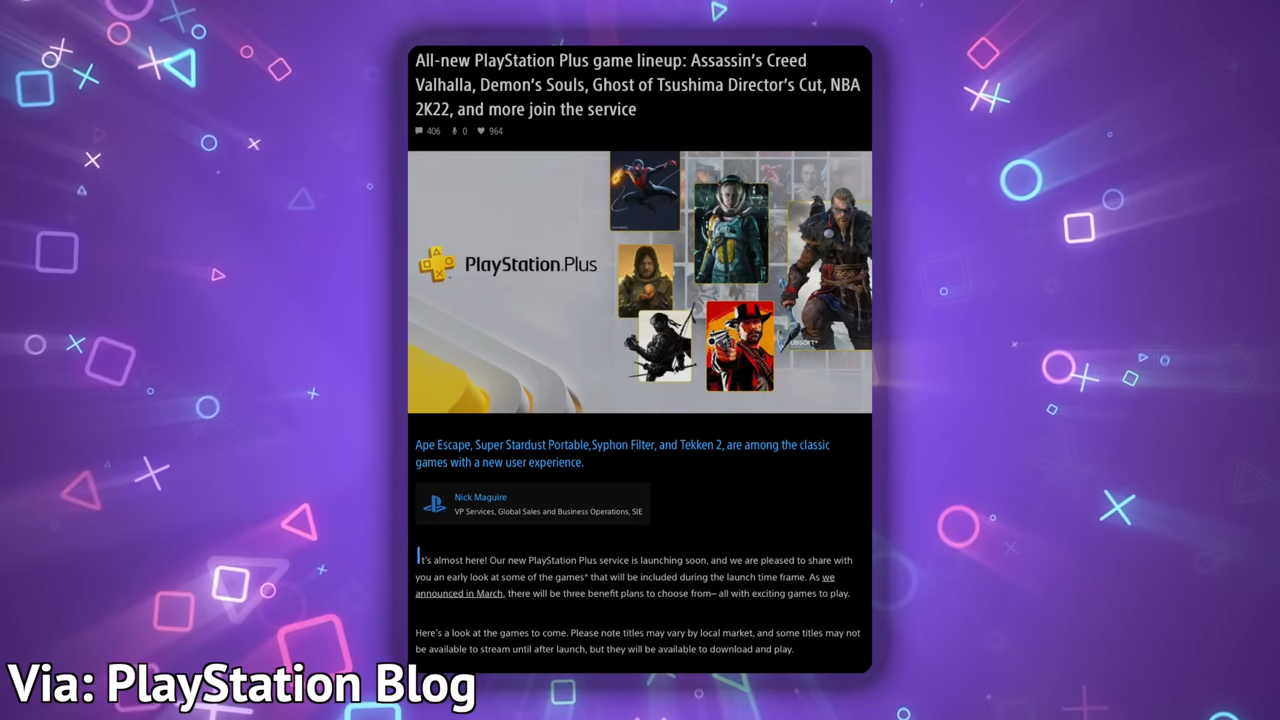 All-new PlayStation Plus game lineup: Assassin's Creed
Valhalla, Demon's Souls, Ghost of Tsushima Director's Cut, NBA
2K22, and more join the service
406 0 964
PlayStation.Plus
UBISOFT
Ape Escape, Super Stardust Portable,Syphon Filter, and Tekken 2, are among the classic
games with a new user experience.
Nick Maguire
VP Services, Global Sales and Business Operations, SIE
It's almost here! Our new PlayStation Plus service is launching soon, and we are pleased to share with
you an early look at some of the games* that will be included during the launch time frame. As we
announced in March, there will be three benefit plans to choose from– all with exciting games to play.
Here's a look at the games to come. Please note titles may vary by local market, and some titles may not
be available to stream until after launch, but they will be available to download and play.
Via: PlayStation Blog